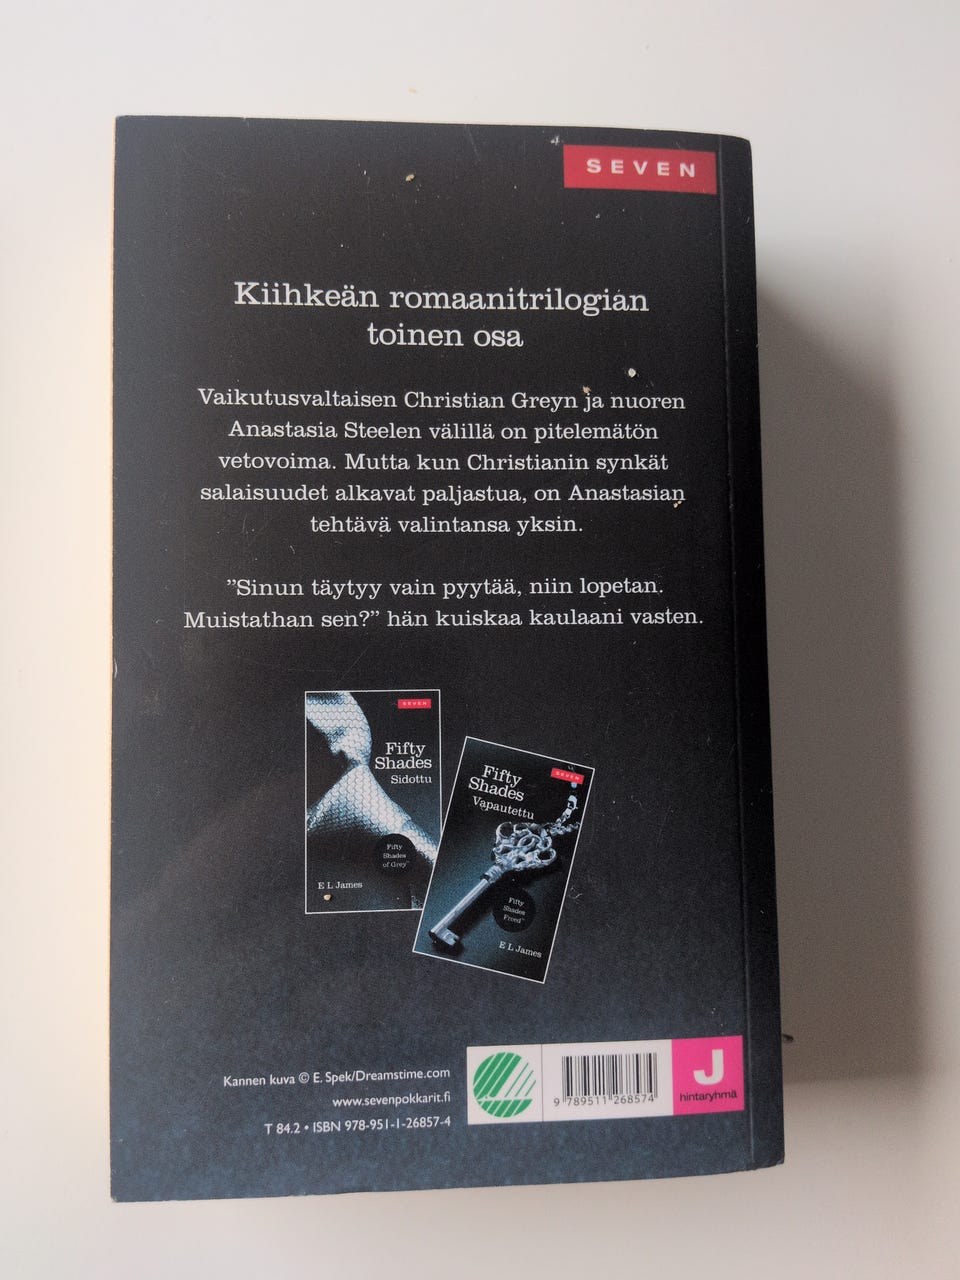 SEVEN
Kiihkeän romaanitrilogian
toinen osa
Vaikutusvaltaisen Christian Greyn ja nuoren
Anastasia Steelen välillä on pitelemätön
vetovoima. Mutta kun Christianin synkät
salaisuudet alkavat paljastua, on Anastasian
tehtävä valintansa yksin.
”Sinun täytyy vain pyytää, niin lopetan.
Muistathan sen?” hän kuiskaa kaulaani vasten.
SEVEN
Fifty
Shades
Sidottu
Fifty
Shades
of Grey™
E L James
SEVEN
Fifty
Shades
Vapautettu
Fifty
Shades
Freed™
E L James
Kannen kuva © E. Spek/Dreamstime.com
www.sevenpokkarit.fi
T 84.2 • ISBN 978-951-1-26857-4
9 789511 268574
J
hintaryhmä